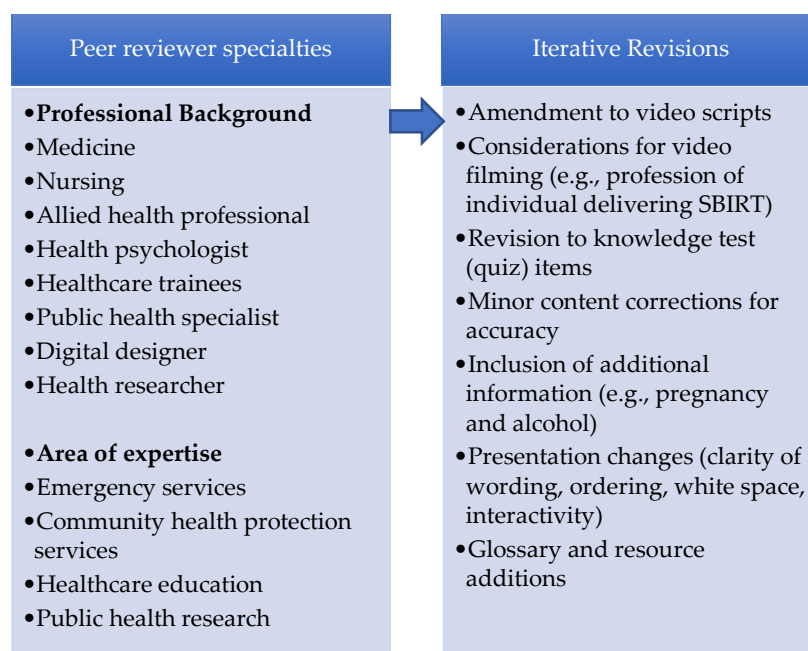 Peer reviewer specialties
•Professional Background
•Medicine
•Nursing
•Allied health professional
•Health psychologist
•Healthcare trainees
•Public health specialist
•Digital designer
•Health researcher
•Area of expertise
•Emergency services
•Community health protection
services
•Healthcare education
•Public health research
Iterative Revisions
•Amendment to video scripts
•Considerations for video
filming (e.g., profession of
individual delivering SBIRT)
•Revision to knowledge test
(quiz) items
•Minor content corrections for
accuracy
•Inclusion of additional
information (e.g., pregnancy
and alcohol)
•Presentation changes (clarity of
wording, ordering, white space,
interactivity)
•Glossary and resource
additions